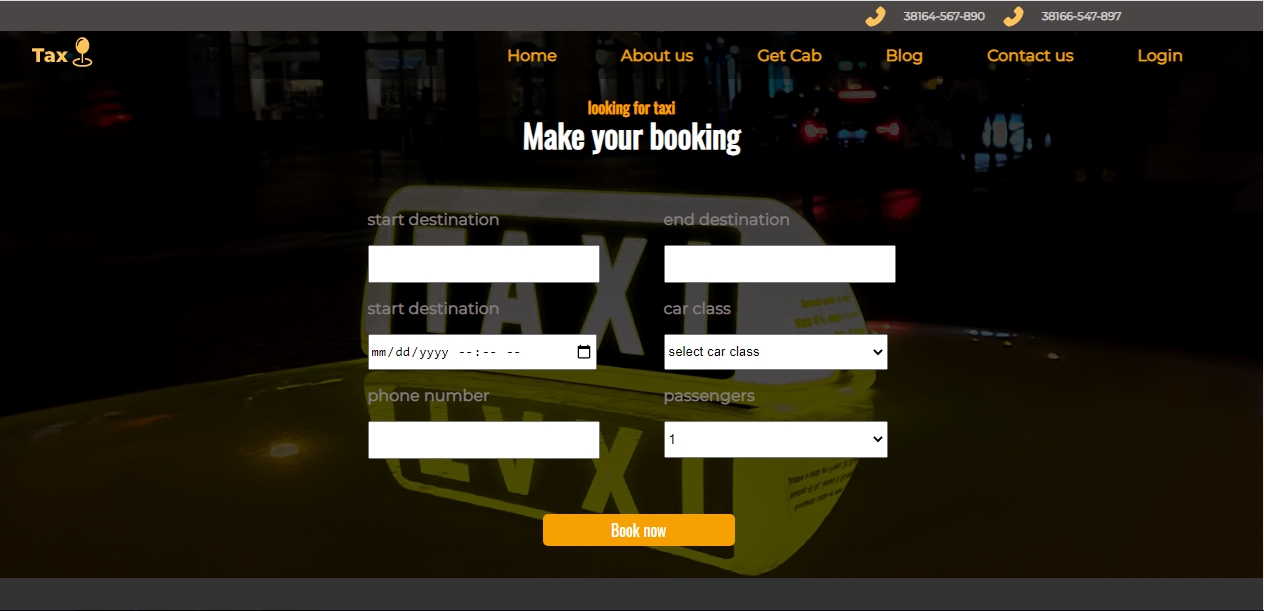 38164-567-890 38166-547-897
Tax
Home About us Get Cab Blog Contact us Login
looking for taxi
Make your booking
start destination end destination
TAXI
start destination car class
mm/dd/yyyy --:-- -- select car class
phone number passengers
1
Book now